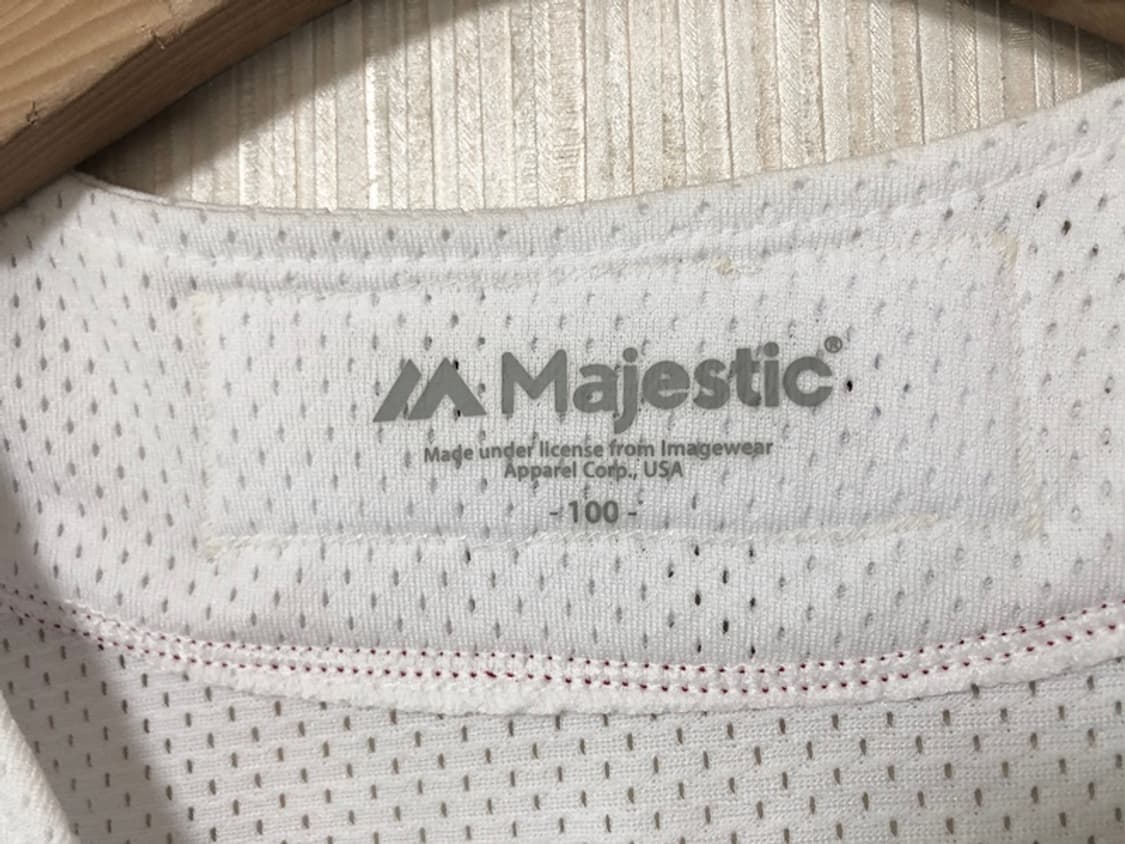 Majestic®
Made under license from Imagewear
Apparel Corp., USA
- 100 -